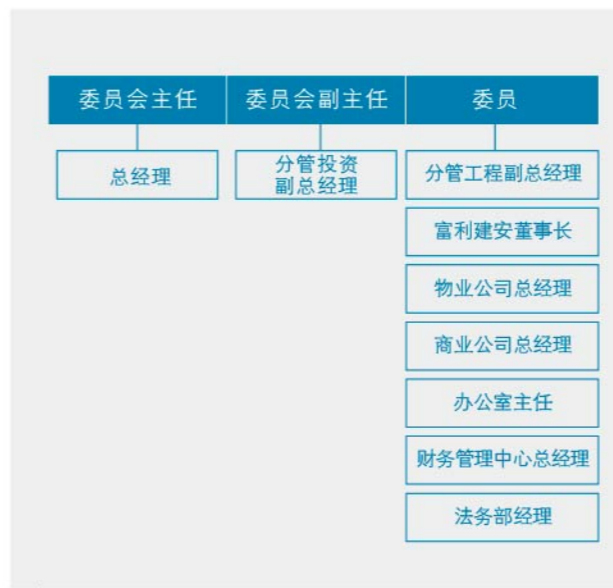 委员会主任
委员会副主任
委员
总经理
分管投资
副总经理
分管工程副总经理
富利建安董事长
物业公司总经理
商业公司总经理
办公室主任
财务管理中心总经理
法务部经理